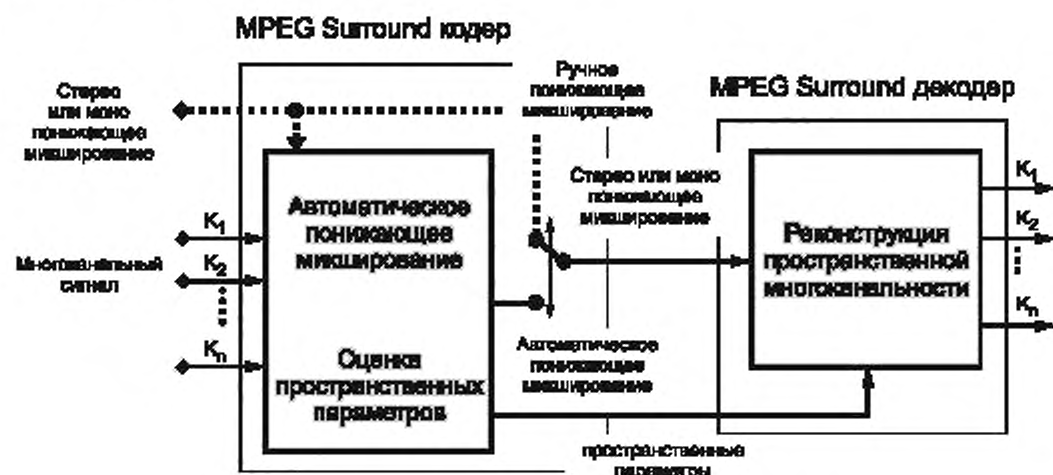 MPEG Surround кодер
Стерео
или моно
понижающее
микширование
Ручное
понижающее
микширование
MPEG Surround декодер
Автоматическое
понижающее
микширование
Стерео или моно
понижающее
микширование
Многоканальный
сигнал
K1
K2
Kn
Реконструкция
пространственной
многоканальности
K1
K2
Kn
Оценка
пространственных
параметров
Автоматическое
понижающее
микширование
пространственные
параметры